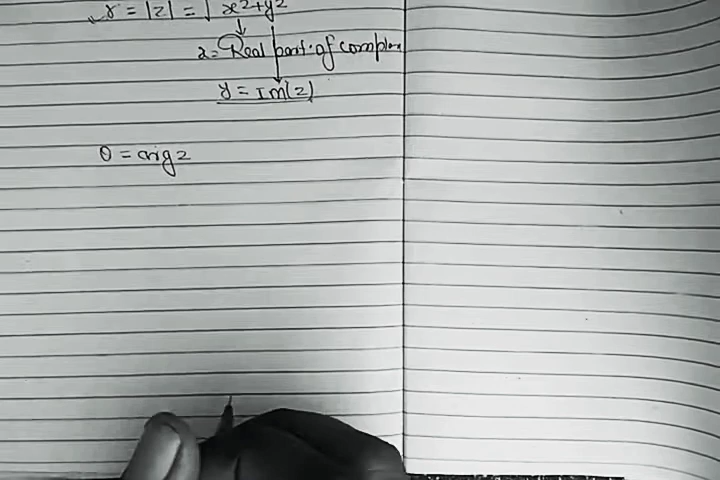 r = |z| = √x²+y²
x = Real part of complex
y = Im(z)
θ = arg z